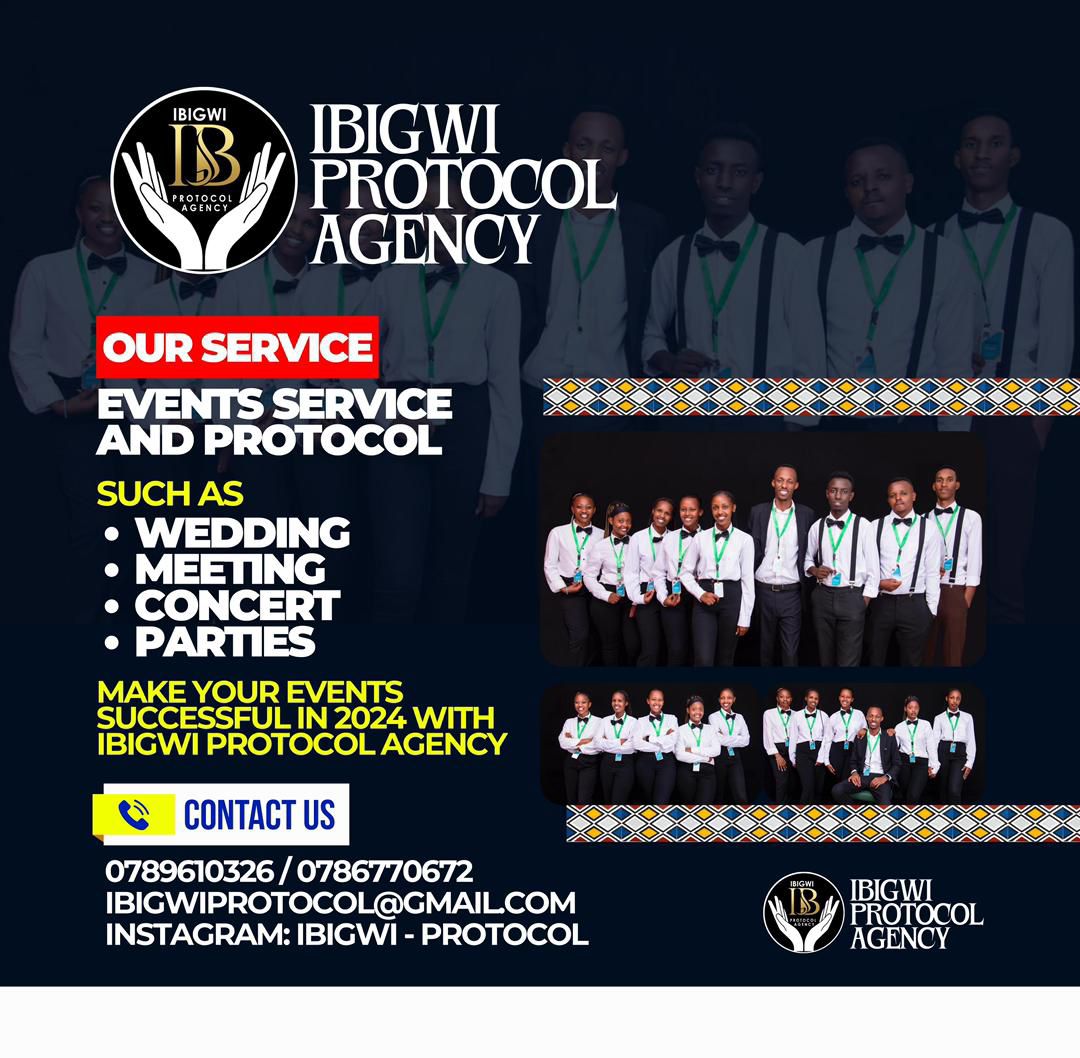 IBIGWI
IB
PROTOCOL
AGENCY
IBIGWI
PROTOCOL
AGENCY
OUR SERVICE
EVENTS SERVICE
AND PROTOCOL
SUCH AS
• WEDDING
• MEETING
• CONCERT
• PARTIES
MAKE YOUR EVENTS
SUCCESSFUL IN 2024 WITH
IBIGWI PROTOCOL AGENCY
CONTACT US
0789610326 / 0786770672
IBIGWIPROTOCOL@GMAIL.COM
INSTAGRAM: IBIGWI - PROTOCOL
IBIGWI
IB
PROTOCOL
AGENCY
IBIGWI
PROTOCOL
AGENCY